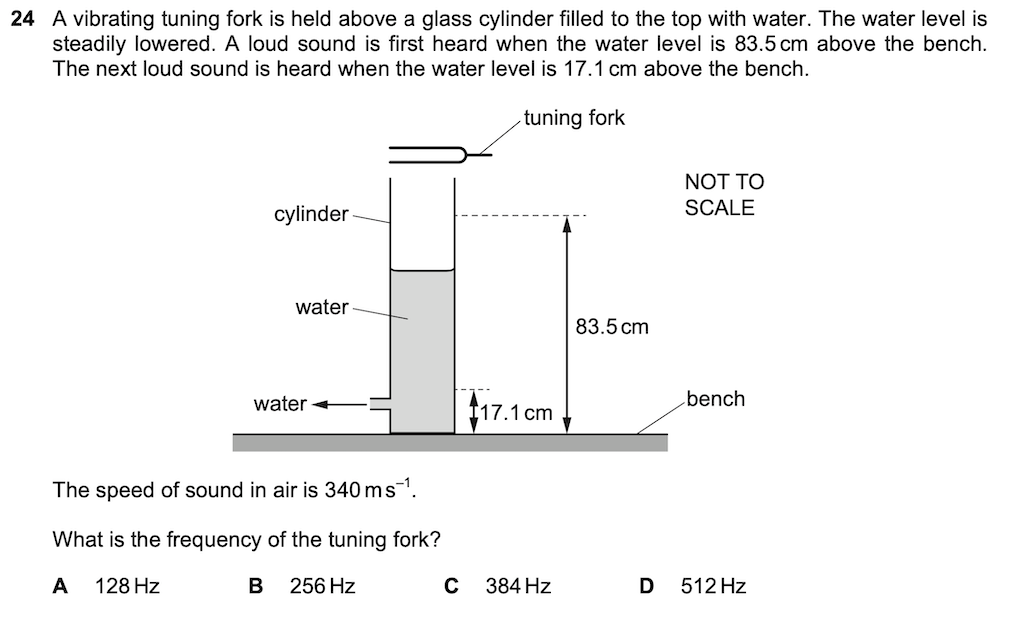 24 A vibrating tuning fork is held above a glass cylinder filled to the top with water. The water level is
steadily lowered. A loud sound is first heard when the water level is 83.5 cm above the bench.
The next loud sound is heard when the water level is 17.1 cm above the bench.
tuning fork
NOT TO
SCALE
cylinder
water
83.5 cm
water
17.1 cm
bench
The speed of sound in air is 340 m s⁻¹.
What is the frequency of the tuning fork?
A 128 Hz B 256 Hz C 384 Hz D 512 Hz